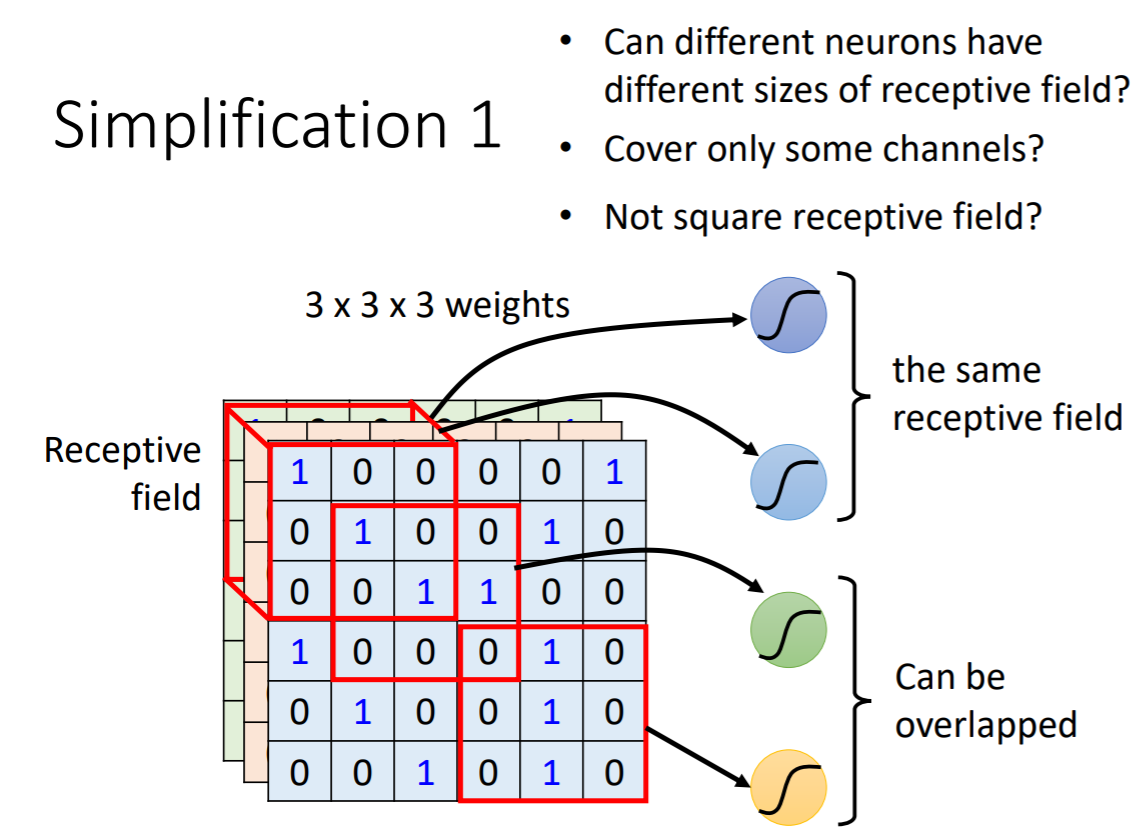 Simplification 1
• Can different neurons have
different sizes of receptive field?
• Cover only some channels?
• Not square receptive field?
3 x 3 x 3 weights
the same
receptive field
Receptive
field
1 0 0 0 0 1
0 1 0 0 1 0
0 0 1 1 0 0
1 0 0 0 1 0
0 1 0 0 1 0
0 0 1 0 1 0
Can be
overlapped